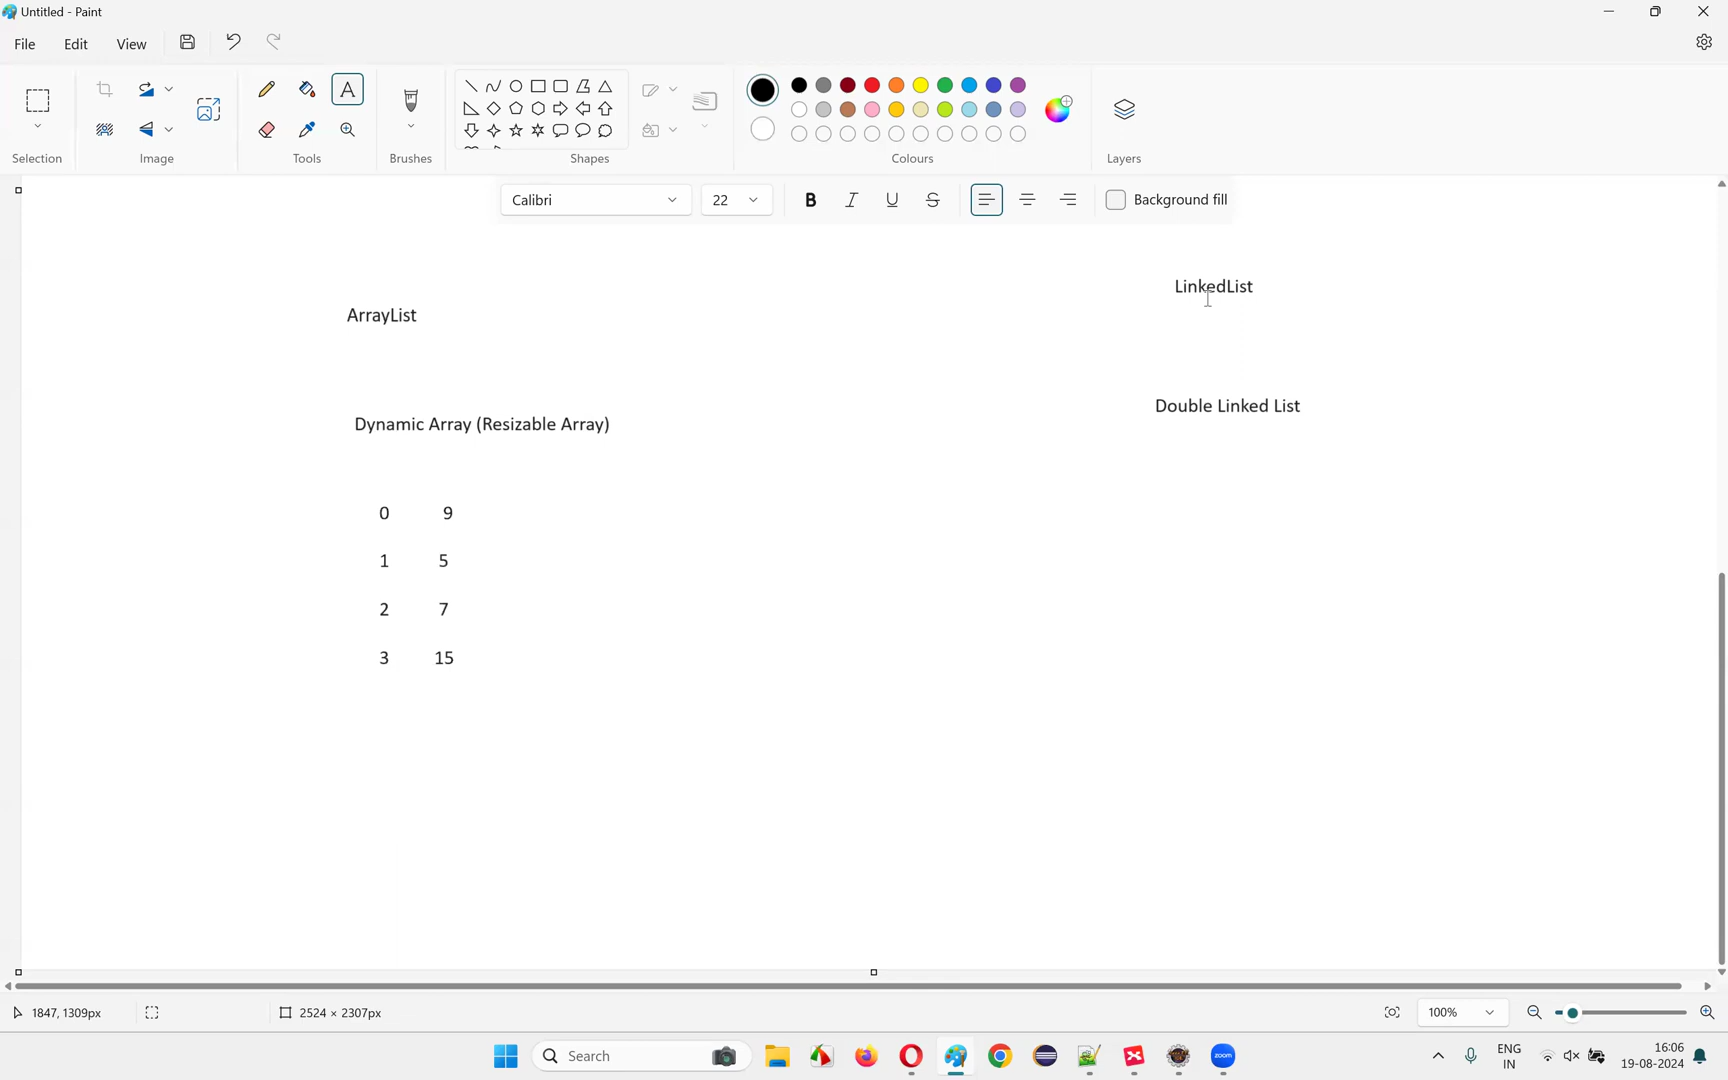 Untitled - Paint
File Edit View
Selection Image Tools Brushes Shapes Colours Layers
Calibri 22 B I U S Background fill
LinkedList
ArrayList
Double Linked List
Dynamic Array (Resizable Array)
0 9
1 5
2 7
3 15
1847, 1309px 2524 × 2307px 100%
Search zoom ENG 16:06
IN 19-08-2024